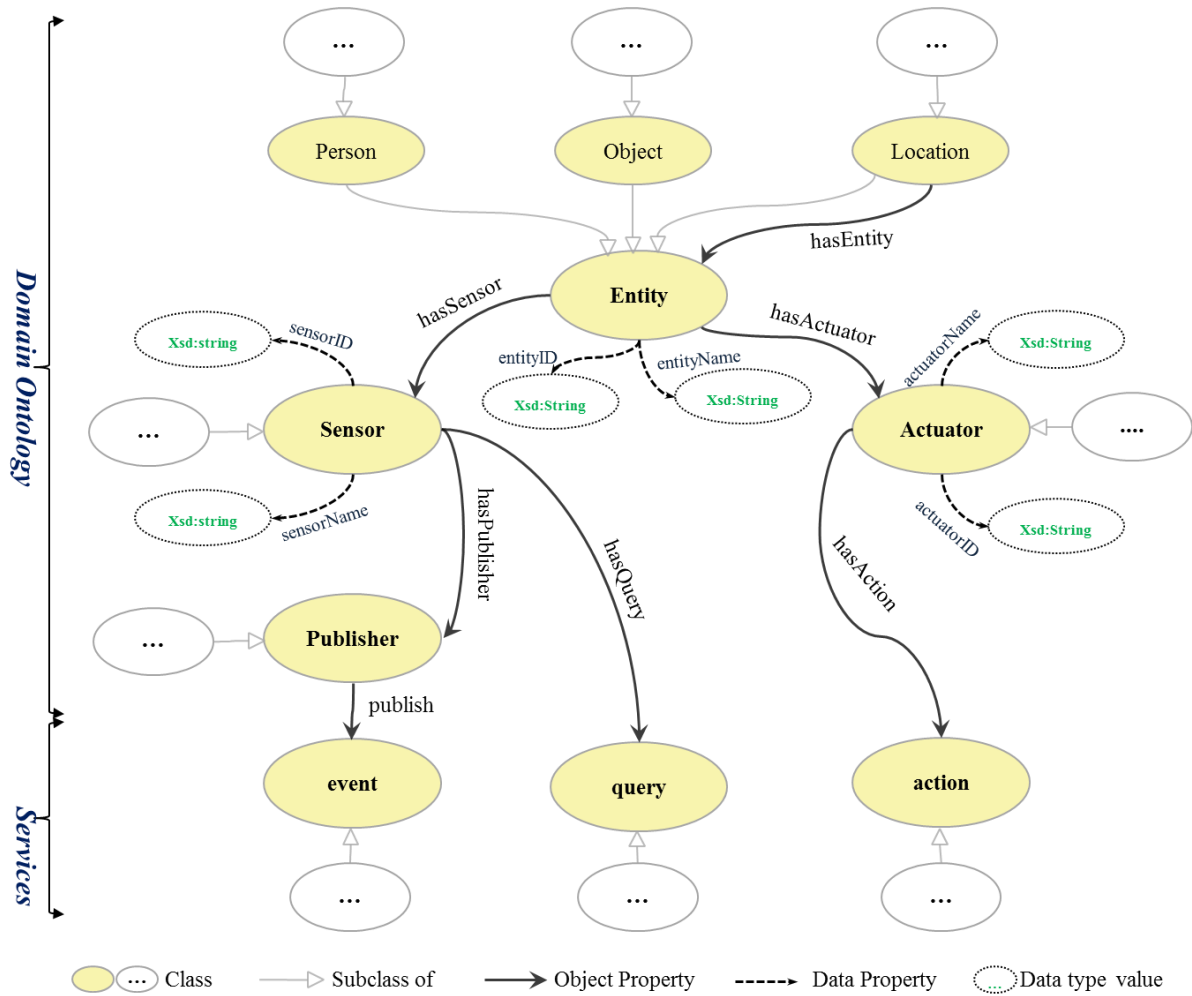 ...
...
...
Person
Object
Location
hasEntity
Entity
hasSensor
hasActuator
sensorID
Xsd:string
entityID
entityName
Xsd:String
Xsd:String
actuatorName
Xsd:String
...
Sensor
Actuator
....
Xsd:string
sensorName
actuatorID
Xsd:String
hasPublisher
hasQuery
hasAction
...
Publisher
publish
event
query
action
...
...
...
Domain Ontology
Services
... Class
Subclass of
Object Property
Data Property
... Data type value